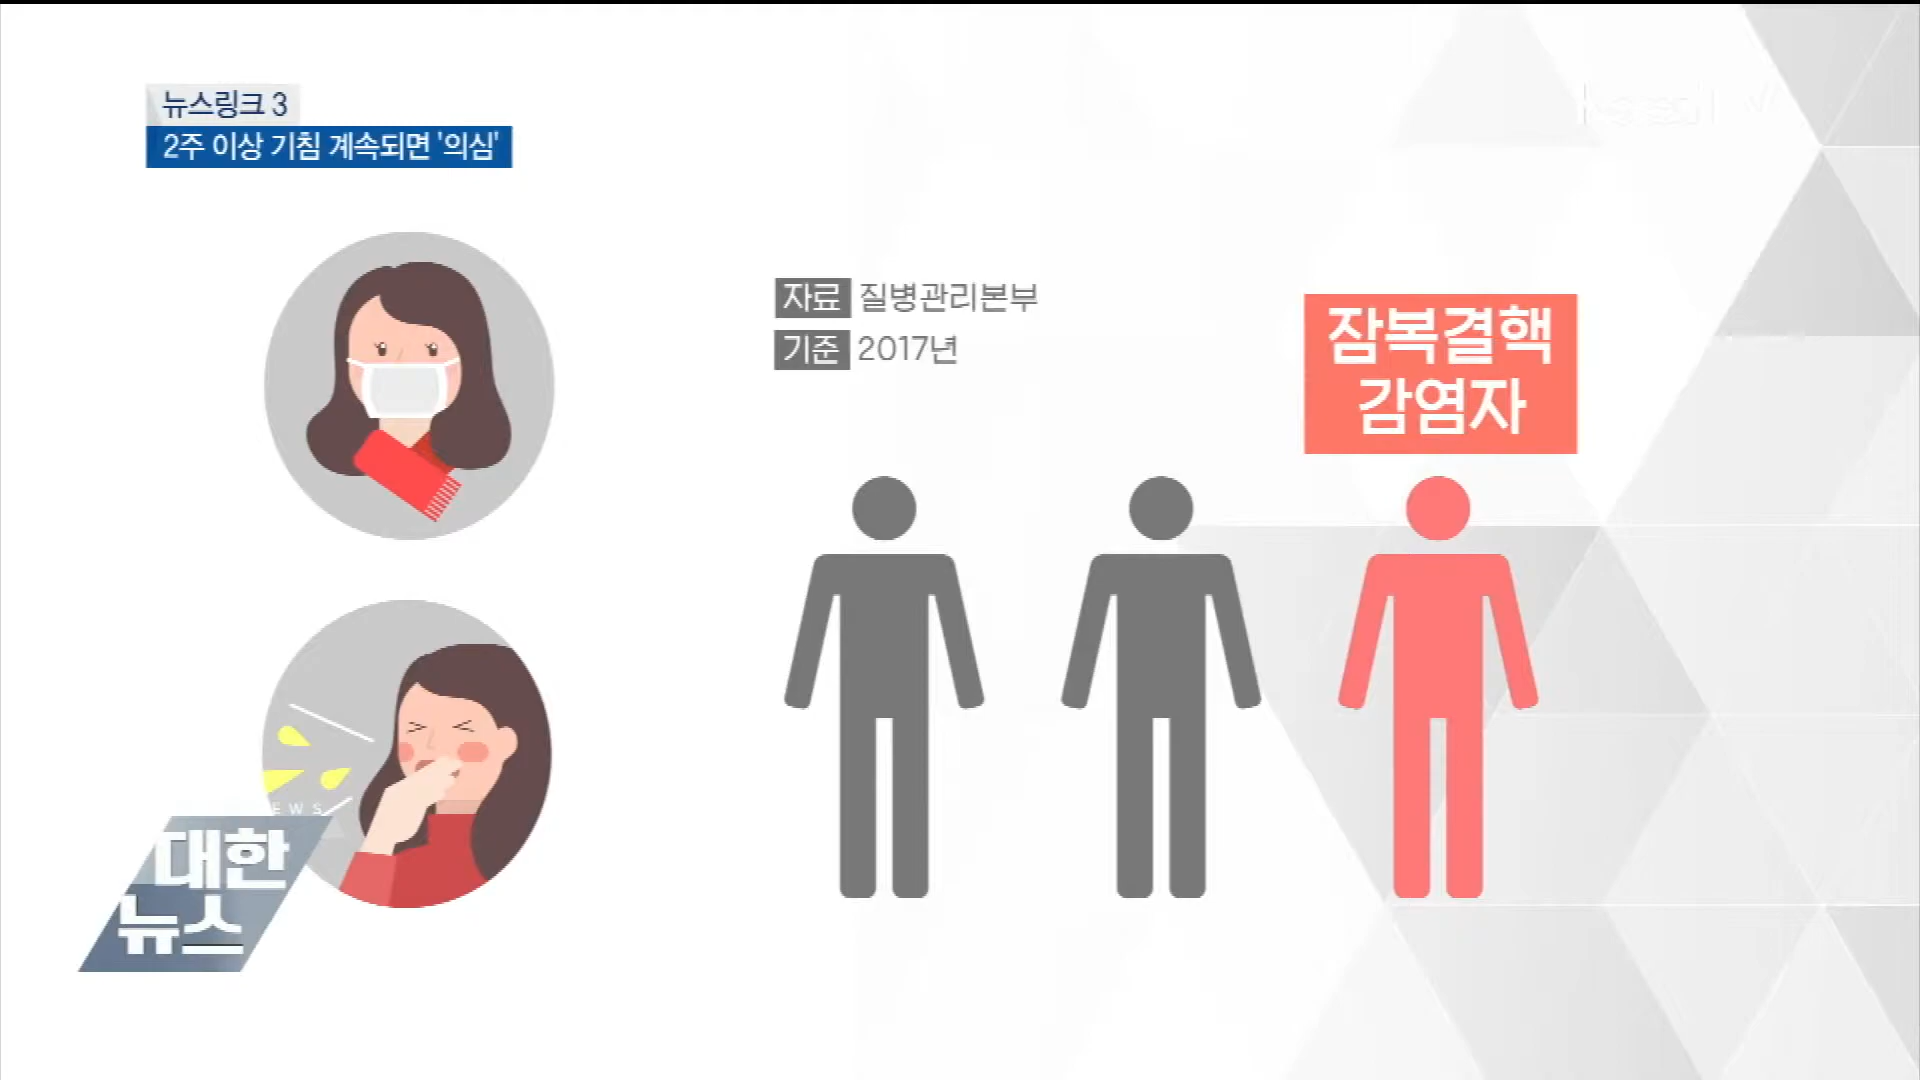 뉴스링크 3
2주 이상 기침 계속되면 '의심'
자료 질병관리본부
기준 2017년
잠복결핵
감염자
대한
뉴스